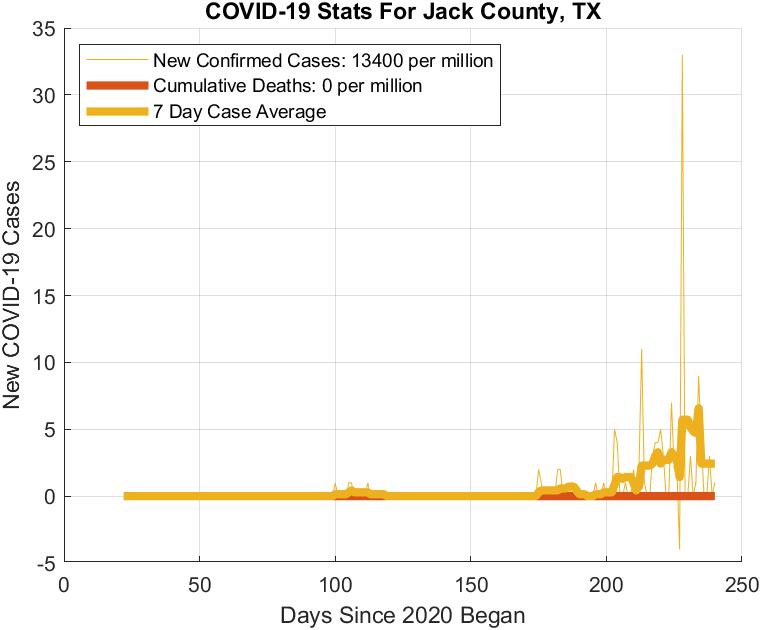 COVID-19 Stats For Jack County, TX
35
New Confirmed Cases: 13400 per million
Cumulative Deaths: 0 per million
7 Day Case Average
30
25
20
15
10
5
0
-5
New COVID-19 Cases
0 50 100 150 200 250
Days Since 2020 Began